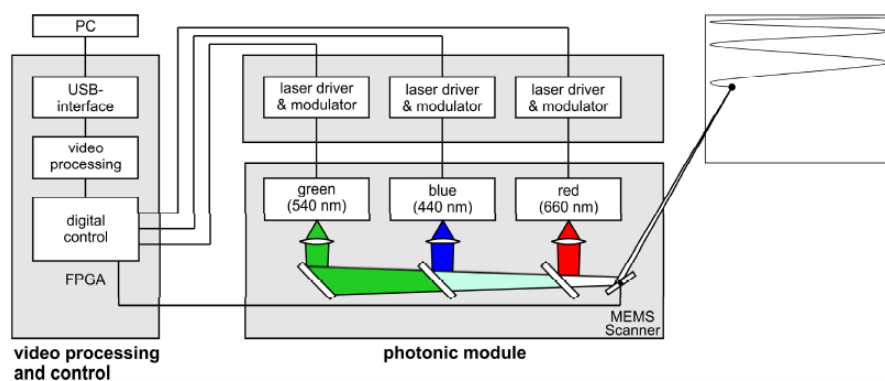 PC
USB-
interface
video
processing
digital
control
FPGA
video processing
and control
laser driver
& modulator
laser driver
& modulator
laser driver
& modulator
green
(540 nm)
blue
(440 nm)
red
(660 nm)
MEMS
Scanner
photonic module